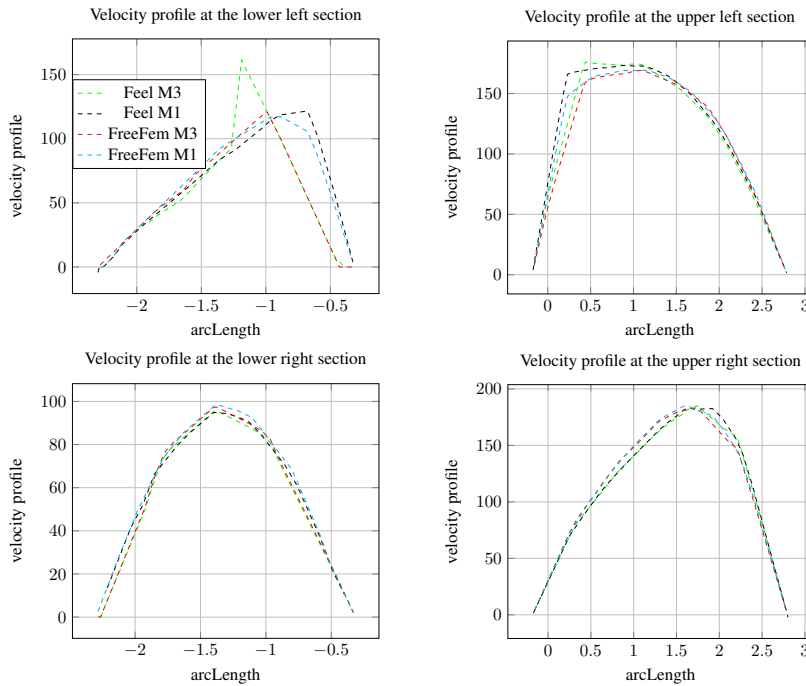 Velocity profile at the lower left section
150
100
50
0
velocity profile
Feel M3
Feel M1
FreeFem M3
FreeFem M1
−2
−1.5
−1
−0.5
arcLength
Velocity profile at the upper left section
150
100
50
0
velocity profile
0
0.5
1
1.5
2
2.5
3
arcLength
Velocity profile at the lower right section
100
80
60
40
20
0
velocity profile
−2
−1.5
−1
−0.5
arcLength
Velocity profile at the upper right section
200
150
100
50
0
velocity profile
0
0.5
1
1.5
2
2.5
3
arcLength